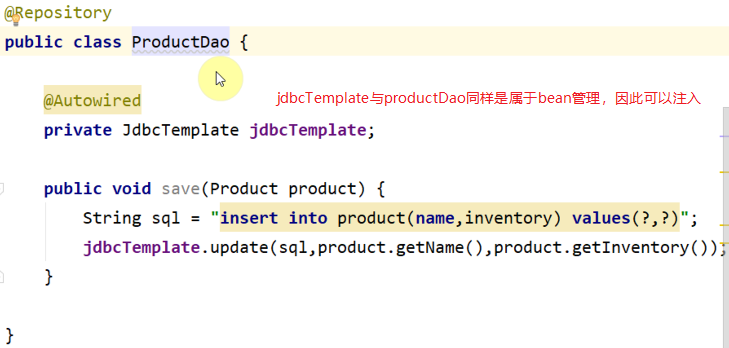 @Repository
public class ProductDao {
@Autowired
jdbcTemplate与productDao同样是属于bean管理，因此可以注入
private JdbcTemplate jdbcTemplate;
public void save(Product product) {
String sql = "insert into product(name,inventory) values(?,?)";
jdbcTemplate.update(sql,product.getName(),product.getInventory());
}
}